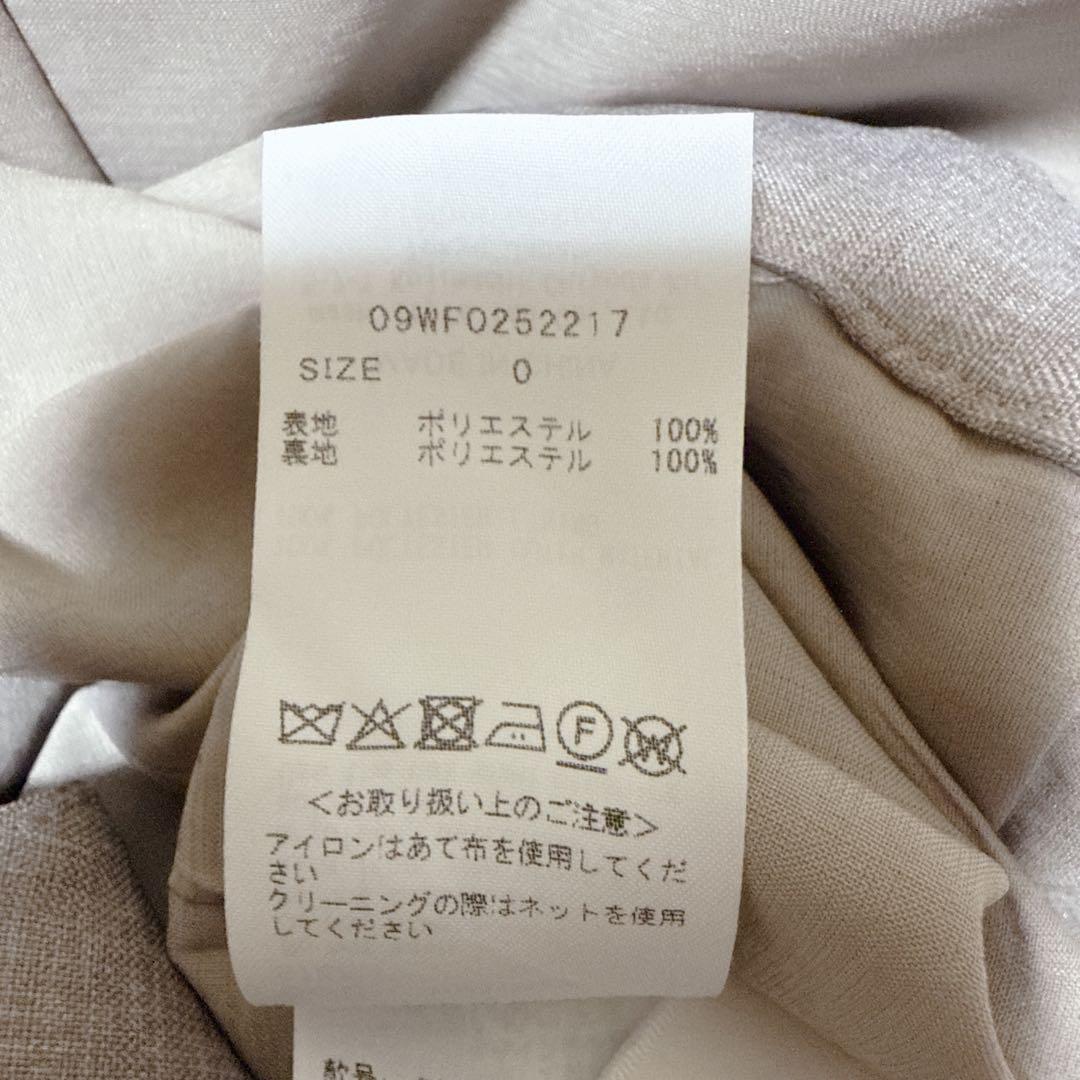 09WF0252217
SIZE 0
表地 ポリエステル 100%
裏地 ポリエステル 100%
F
W
<お取り扱い上のご注意>
アイロンはあて布を使用してくだ
さい
クリーニングの際はネットを使用
してください
款号